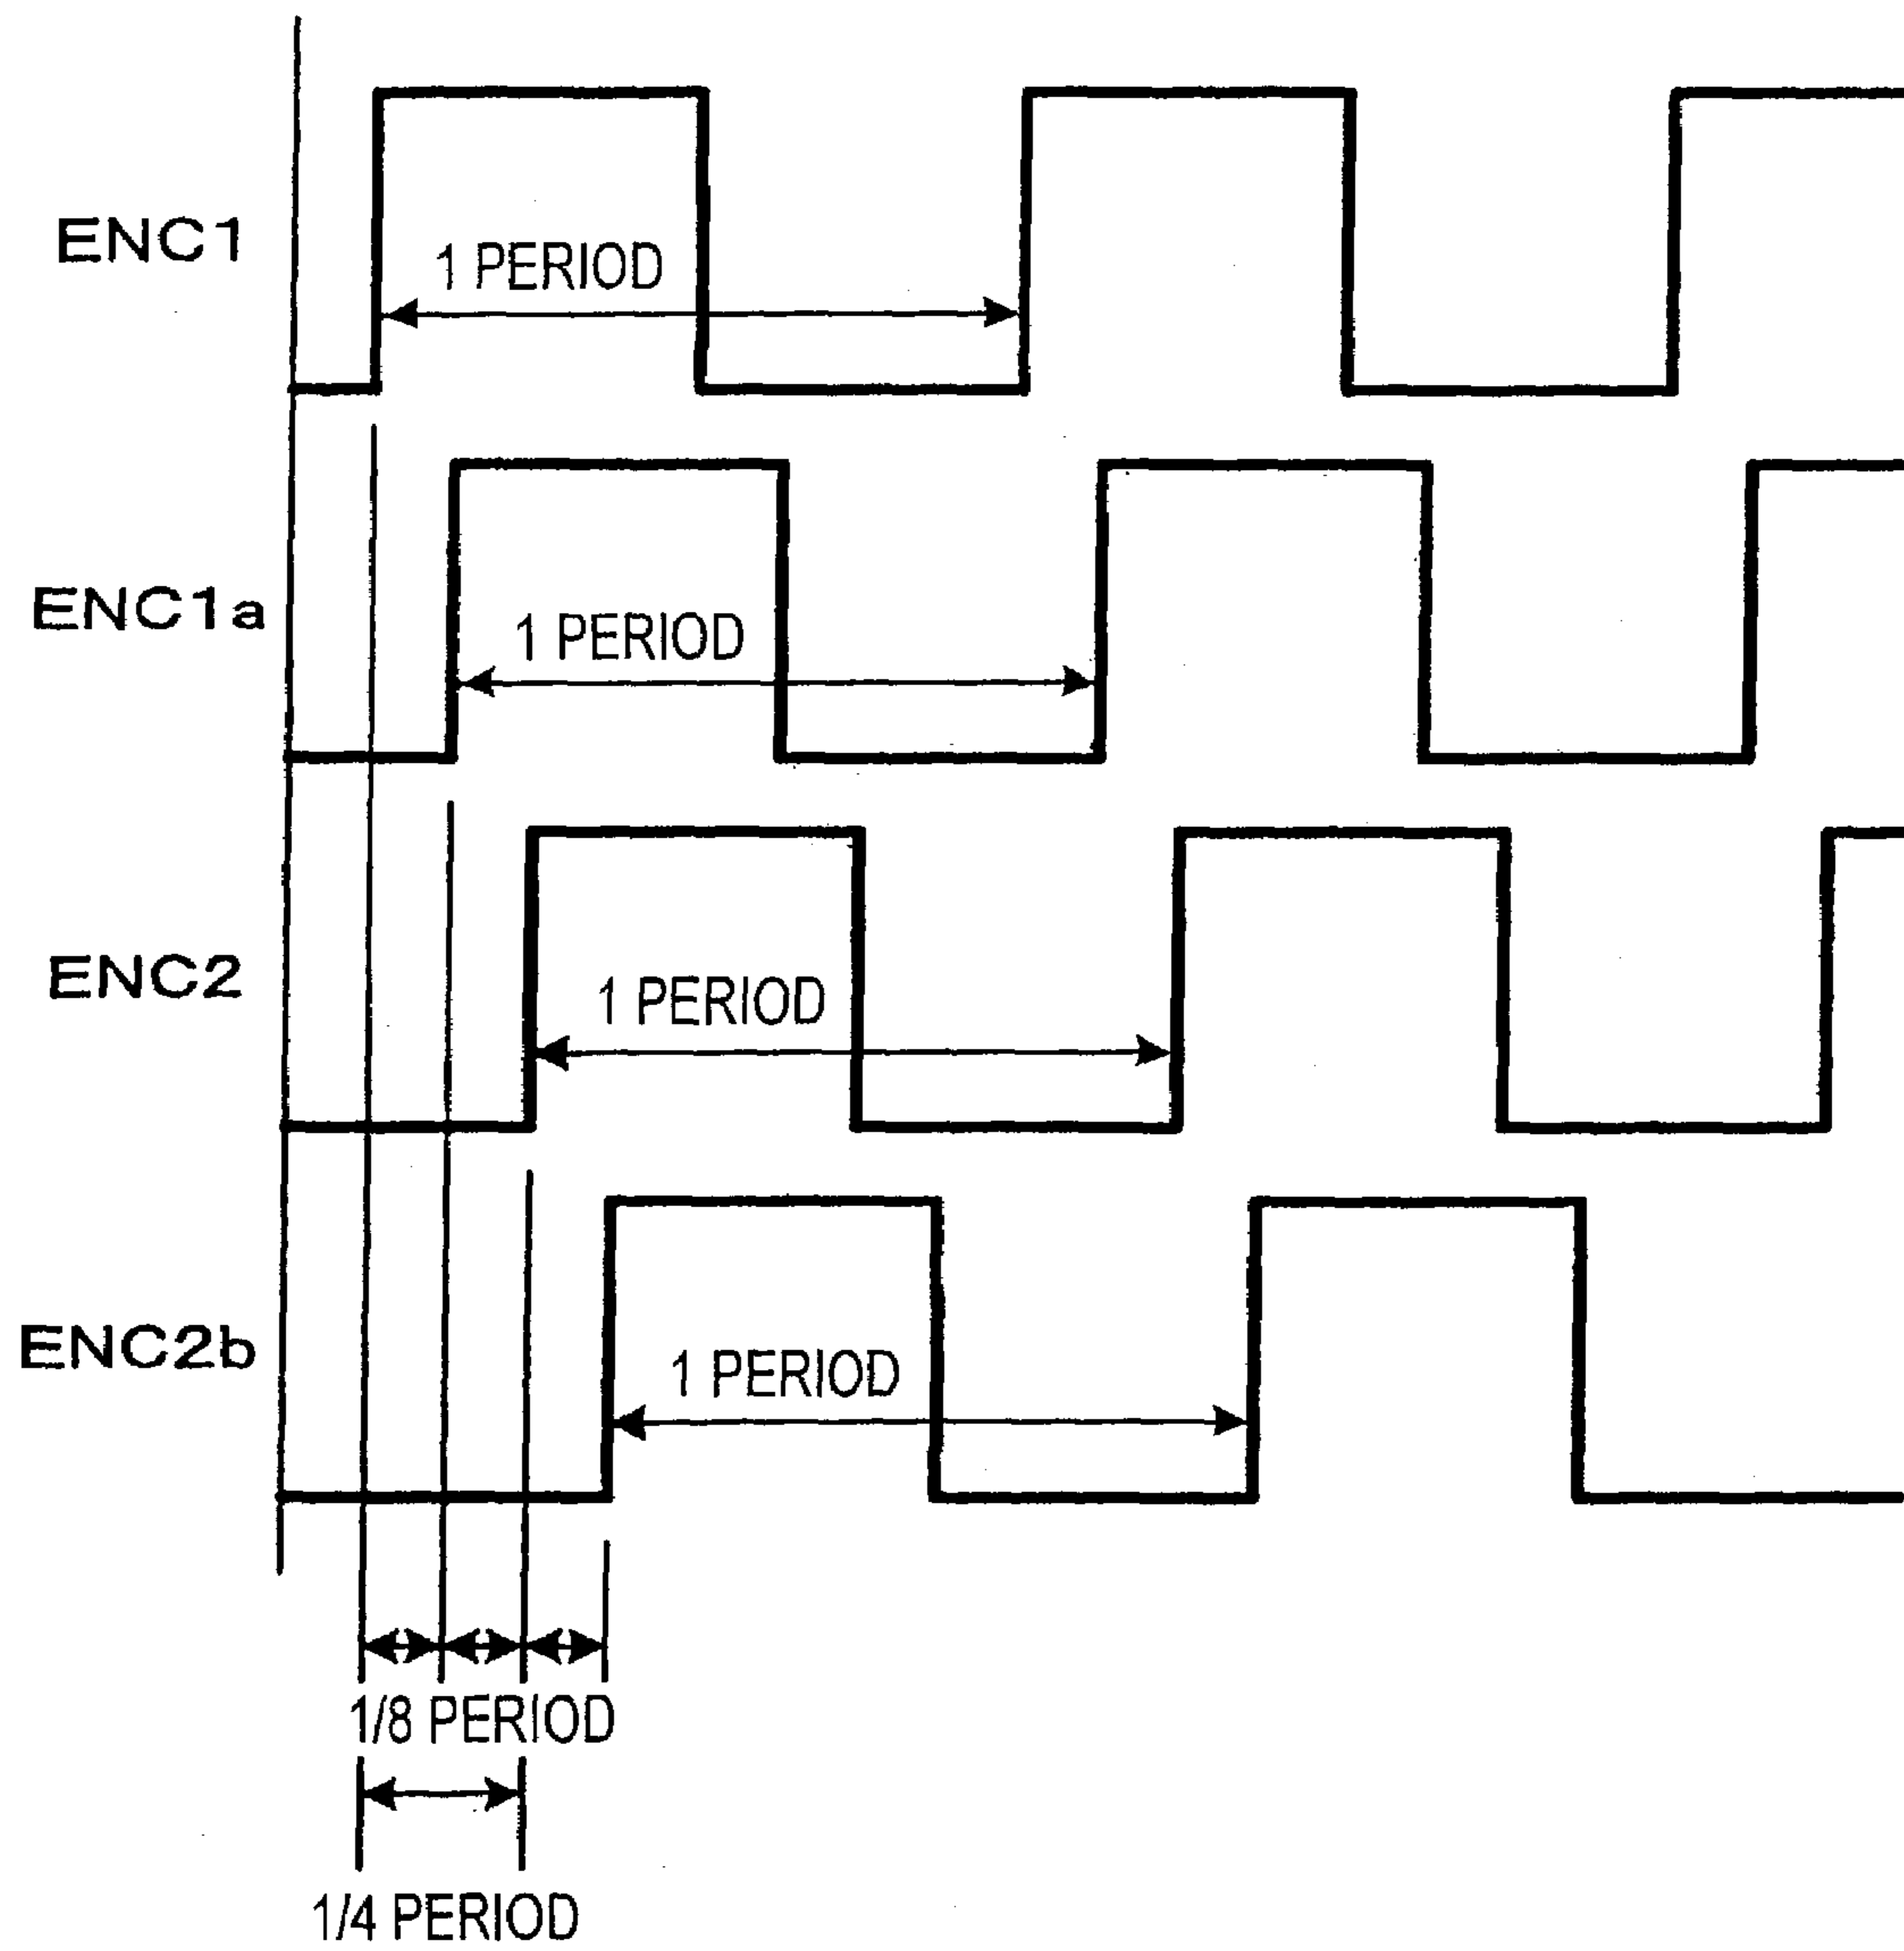 ENC1
1 PERIOD
ENC1a
1 PERIOD
ENC2
1 PERIOD
ENC2b
1 PERIOD
1/8 PERIOD
1/4 PERIOD